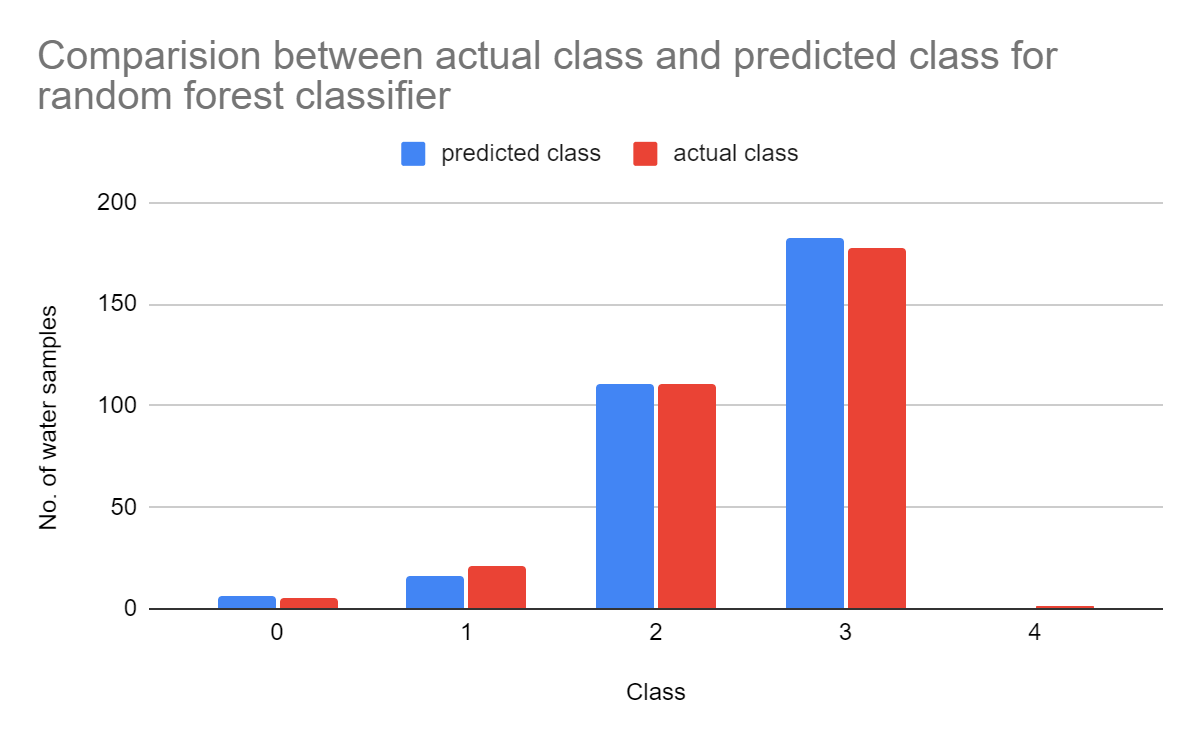 Comparision between actual class and predicted class for
random forest classifier
predicted class
actual class
200
150
100
50
0
No. of water samples
0
1
2
3
4
Class